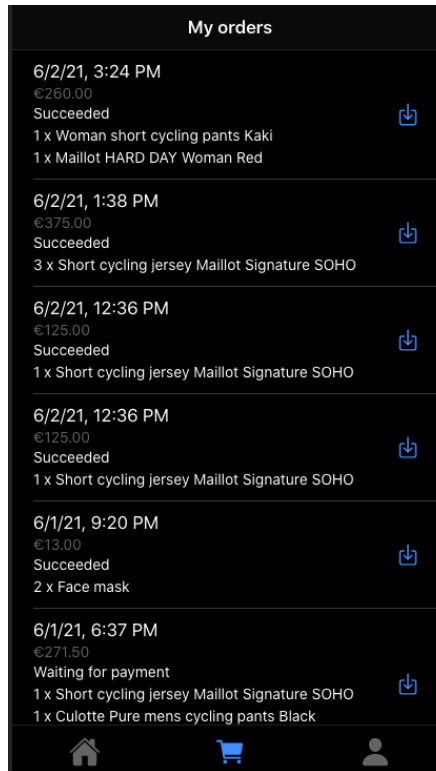 My orders
6/2/21, 3:24 PM
€260.00
Succeeded
1 x Woman short cycling pants Kaki
1 x Maillot HARD DAY Woman Red
6/2/21, 1:38 PM
€375.00
Succeeded
3 x Short cycling jersey Maillot Signature SOHO
6/2/21, 12:36 PM
€125.00
Succeeded
1 x Short cycling jersey Maillot Signature SOHO
6/2/21, 12:36 PM
€125.00
Succeeded
1 x Short cycling jersey Maillot Signature SOHO
6/1/21, 9:20 PM
€13.00
Succeeded
2 x Face mask
6/1/21, 6:37 PM
€271.50
Waiting for payment
1 x Short cycling jersey Maillot Signature SOHO
1 x Culotte Pure mens cycling pants Black